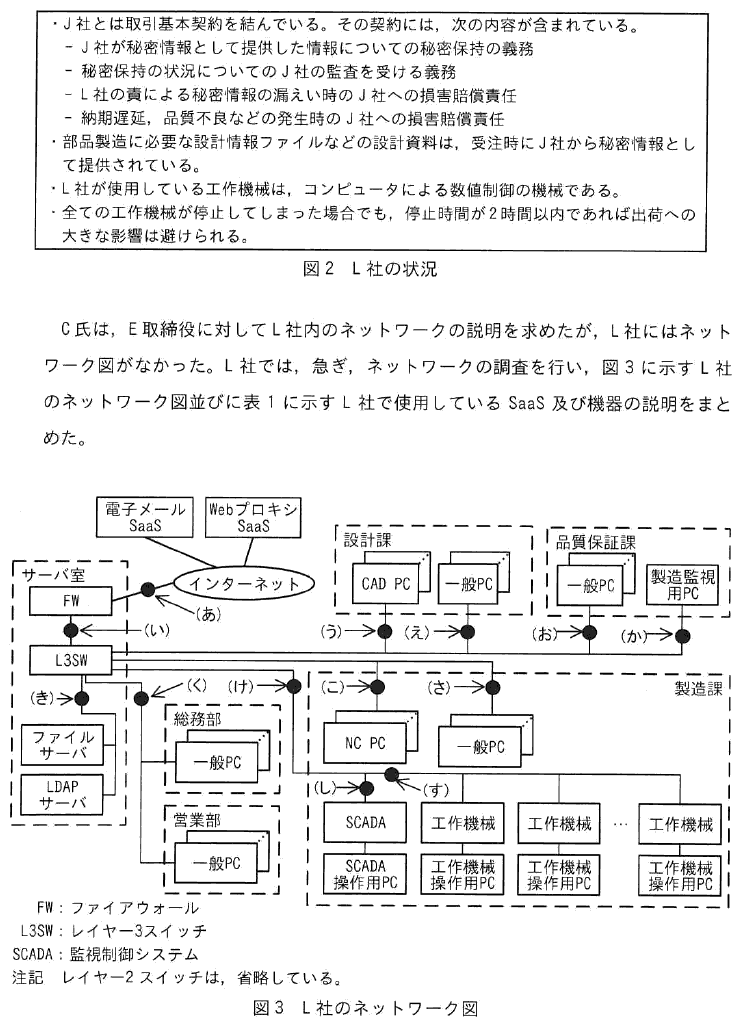 ・J社とは取引基本契約を結んでいる。その契約には，次の内容が含まれている。
－J社が秘密情報として提供した情報についての秘密保持の義務
－秘密保持の状況についてのJ社の監査を受ける義務
－L社の責による秘密情報の漏えい時のJ社への損害賠償責任
－納期遅延，品質不良などの発生時のJ社への損害賠償責任
・部品製造に必要な設計情報ファイルなどの設計資料は，受注時にJ社から秘密情報とし
て提供されている。
・L社が使用している工作機械は，コンピュータによる数値制御の機械である。
・全ての工作機械が停止してしまった場合でも，停止時間が2時間以内であれば出荷への
大きな影響は避けられる。
図2　L社の状況
C氏は，E取締役に対してL社内のネットワークの説明を求めたが，L社にはネット
ワーク図がなかった。L社では，急ぎ，ネットワークの調査を行い，図3に示すL社
のネットワーク図並びに表1に示すL社で使用しているSaaS及び機器の説明をまと
めた。
電子メール
SaaS
Webプロキシ
SaaS
インターネット
サーバ室
FW
L3SW
ファイル
サーバ
LDAP
サーバ
(あ)
(い)
(き)
(く)
(け)
設計課
CAD PC
一般PC
(う)
(え)
品質保証課
一般PC
製造監視
用PC
(お)
(か)
総務部
一般PC
営業部
一般PC
製造課
(こ)
(さ)
NC PC
一般PC
(し)
(す)
SCADA
SCADA
操作用PC
工作機械
工作機械
操作用PC
工作機械
工作機械
操作用PC
…
工作機械
工作機械
操作用PC
FW：ファイアウォール
L3SW：レイヤー3スイッチ
SCADA：監視制御システム
注記　レイヤー2スイッチは，省略している。
図3　L社のネットワーク図